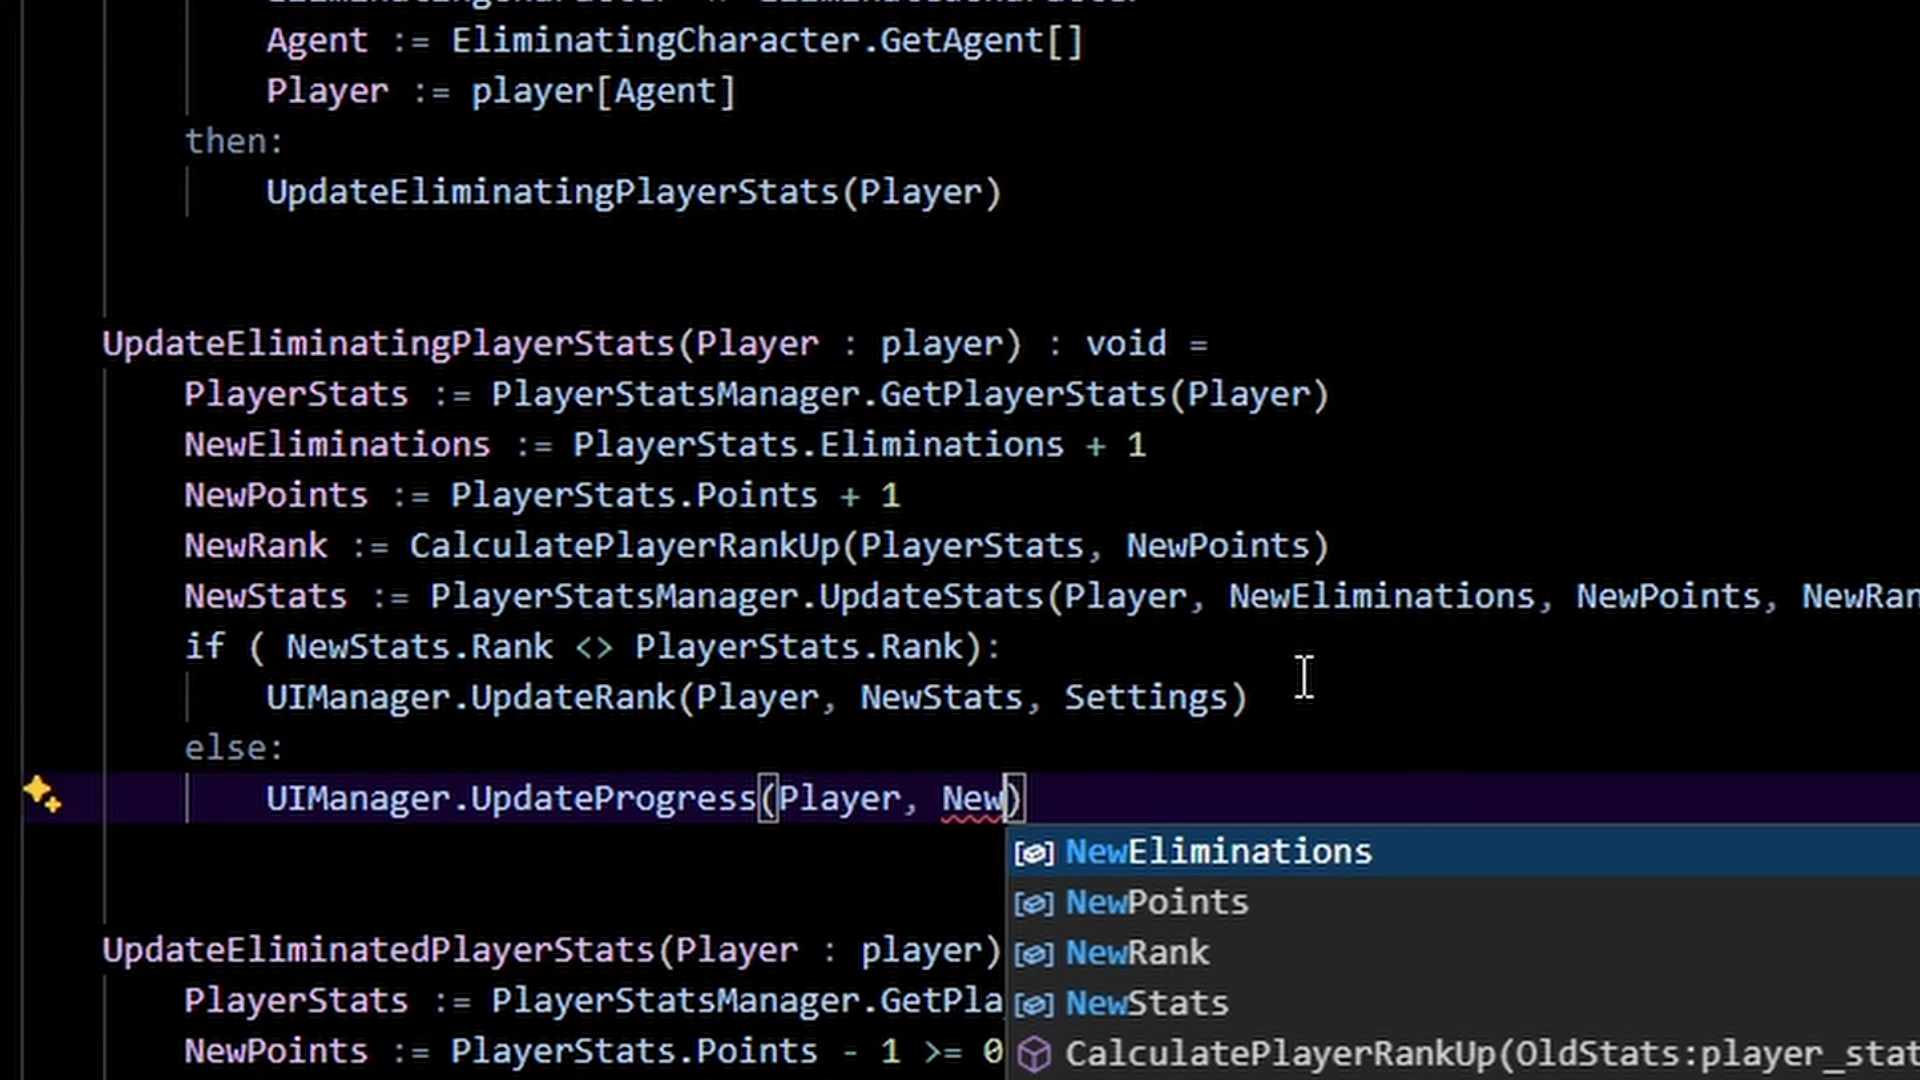 Agent := EliminatingCharacter.GetAgent[]
Player := player[Agent]
then:
UpdateEliminatingPlayerStats(Player)
UpdateEliminatingPlayerStats(Player : player) : void =
PlayerStats := PlayerStatsManager.GetPlayerStats(Player)
NewEliminations := PlayerStats.Eliminations + 1
NewPoints := PlayerStats.Points + 1
NewRank := CalculatePlayerRankUp(PlayerStats, NewPoints)
NewStats := PlayerStatsManager.UpdateStats(Player, NewEliminations, NewPoints, NewRan
if ( NewStats.Rank <> PlayerStats.Rank):
UIManager.UpdateRank(Player, NewStats, Settings)
else:
UIManager.UpdateProgress(Player, New)
NewEliminations
NewPoints
NewRank
NewStats
CalculatePlayerRankUp(OldStats:player_stat
UpdateEliminatedPlayerStats(Player : player)
PlayerStats := PlayerStatsManager.GetPla
NewPoints := PlayerStats.Points - 1 >= 0